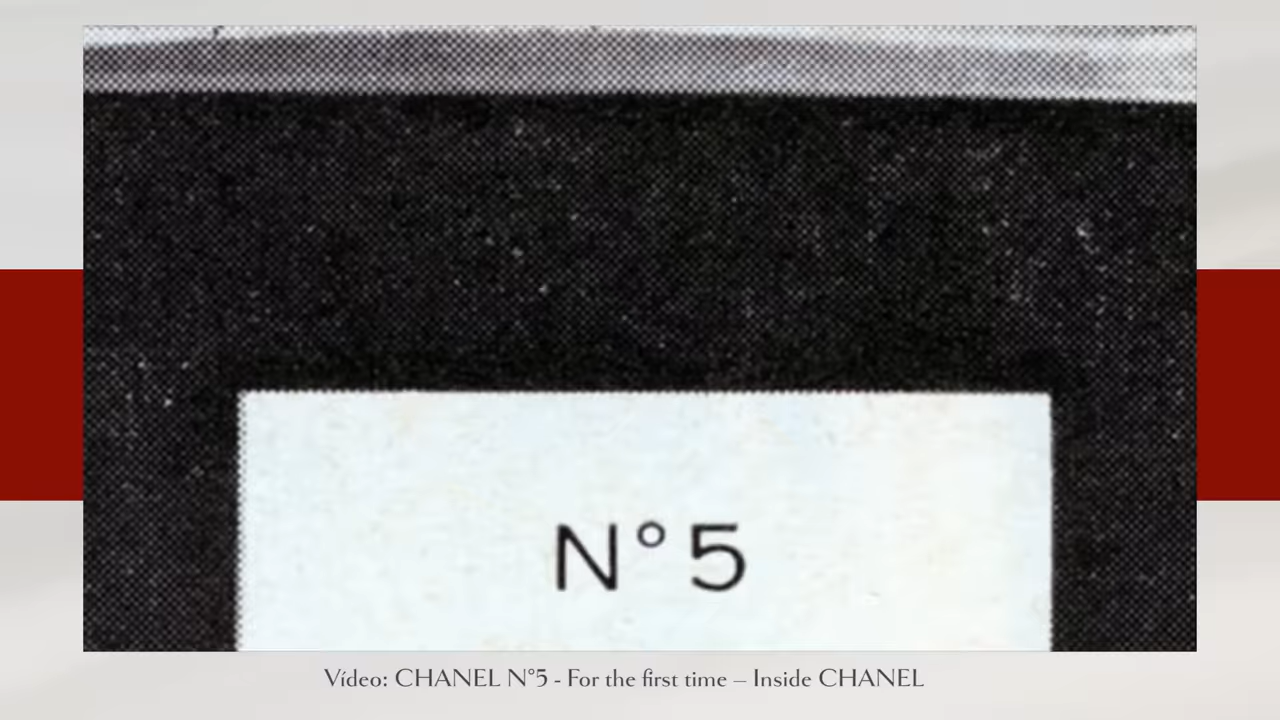 N°5
Vídeo: CHANEL N°5 - For the first time – Inside CHANEL